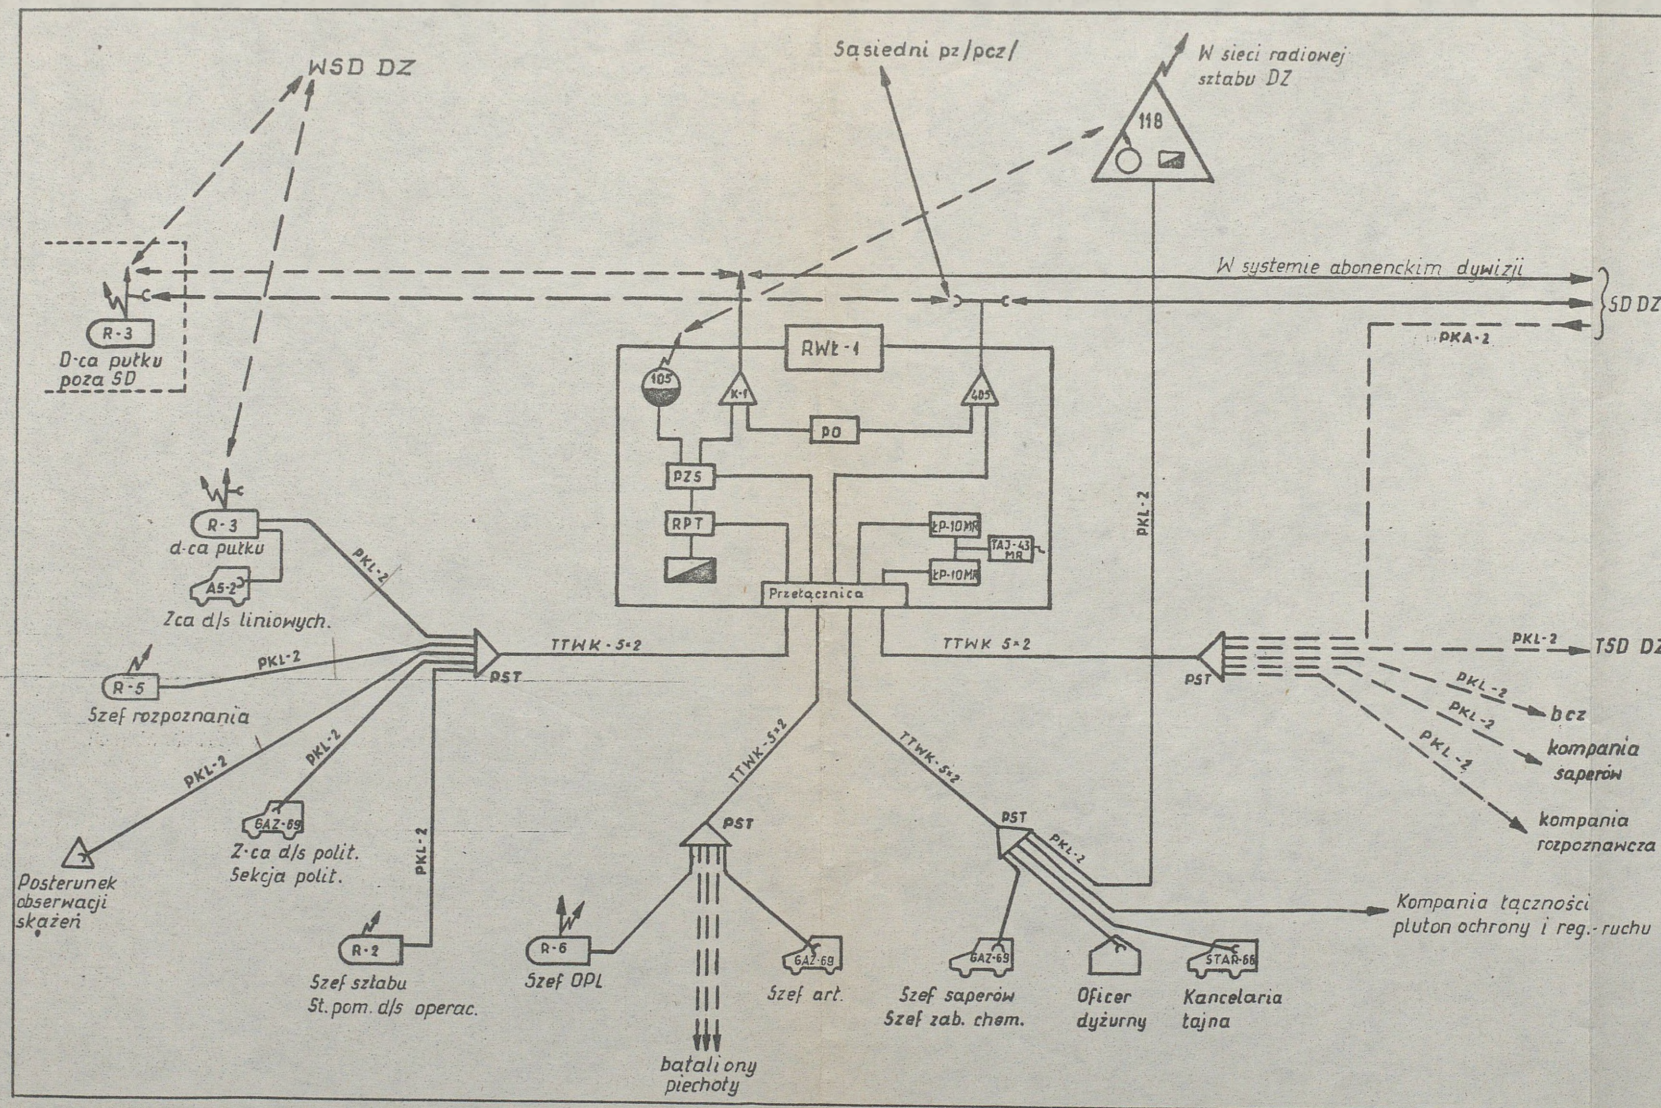 WSD DZ
Sąsiedni pz/pcz/
W sieci radiowej
sztabu DZ
118
W systemie abonenckim dywizji
SD DZ
PKA-2
R-3
D-ca pułku
poza SD
RWŁ-1
105
K-1
405
PO
PZS
RPT
ŁP-10MR
TAJ-43
MR
ŁP-10MR
Przełącznica
PKL-2
R-3
d-ca pułku
PKL-2
AS-2
Zca d/s liniowych.
TTWK-5×2
TTWK 5×2
PST
PST
PKL-2
TSD DZ
PKL-2
R-5
Szef rozpoznania
PKL-2
bcz
PKL-2
kompania
saperów
PKL-2
kompania
rozpoznawcza
PKL-2
PKL-2
PKL-2
TTWK-5×2
TTWK-5×2
GAZ-69
Z-ca d/s polit.
Sekcja polit.
PST
PST
PKL-2
Posterunek
obserwacji
skażeń
R-2
Szef sztabu
St. pom. d/s operac.
R-6
Szef OPL
GAZ-69
Szef art.
GAZ-69
Szef saperów
Szef zab. chem.
Oficer
dyżurny
STAR-66
Kancelaria
tajna
Kompania łączności
pluton ochrony i reg.-ruchu
bataliony
piechoty